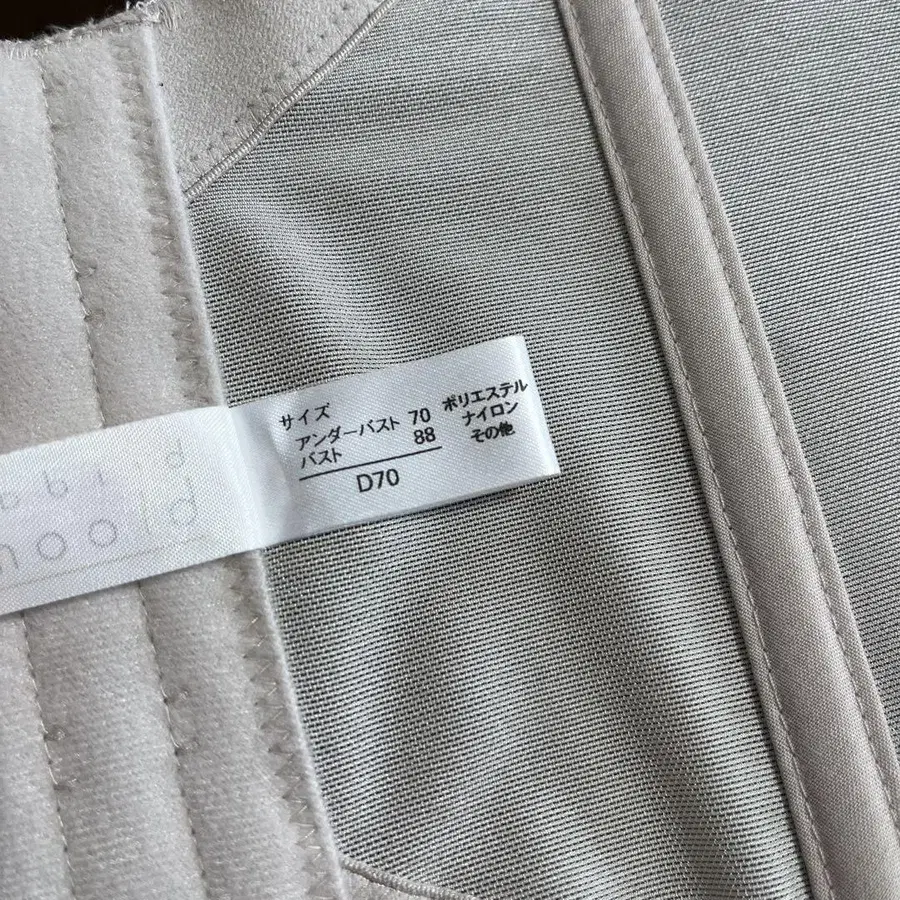 サイズ
アンダーバスト 70
バスト 88
D70
ポリエステル
ナイロン
その他